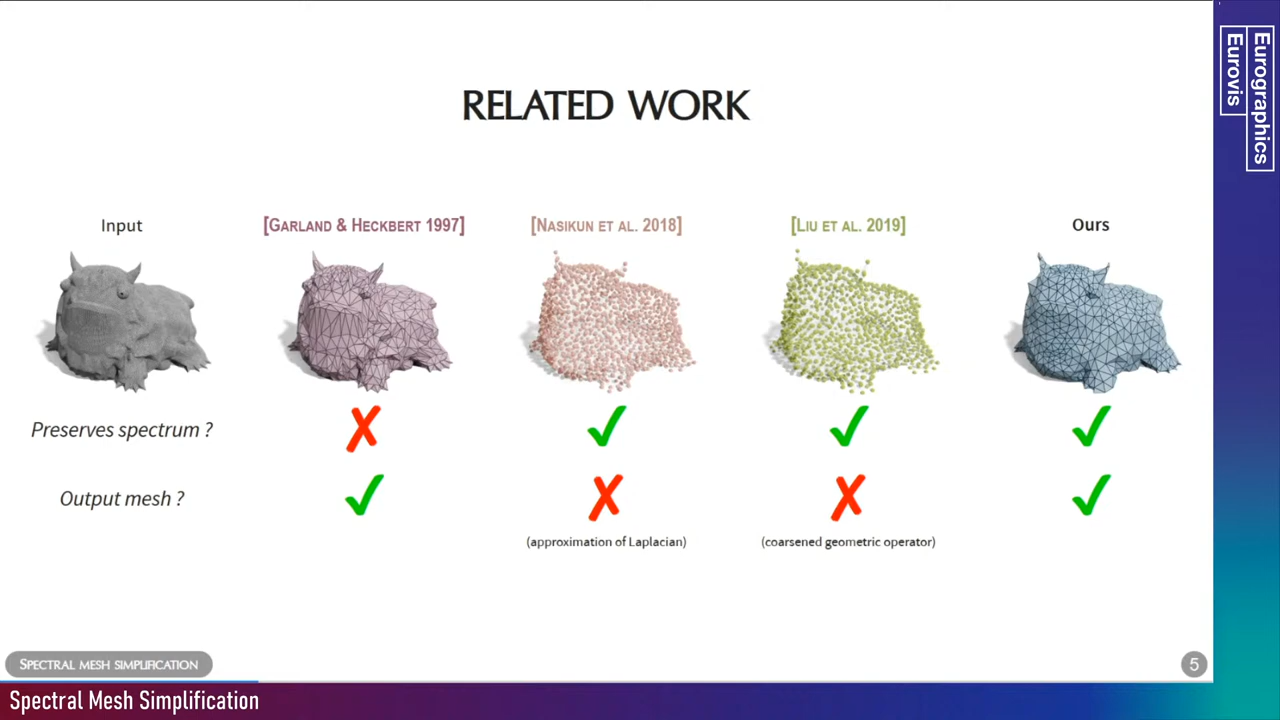 RELATED WORK
Input
[GARLAND & HECKBERT 1997]
[NASIKUN ET AL. 2018]
[LIU ET AL. 2019]
Ours
Preserves spectrum ?
Output mesh ?
(approximation of Laplacian)
(coarsened geometric operator)
SPECTRAL MESH SIMPLIFICATION
5
Spectral Mesh Simplification
Eurographics
Eurovis